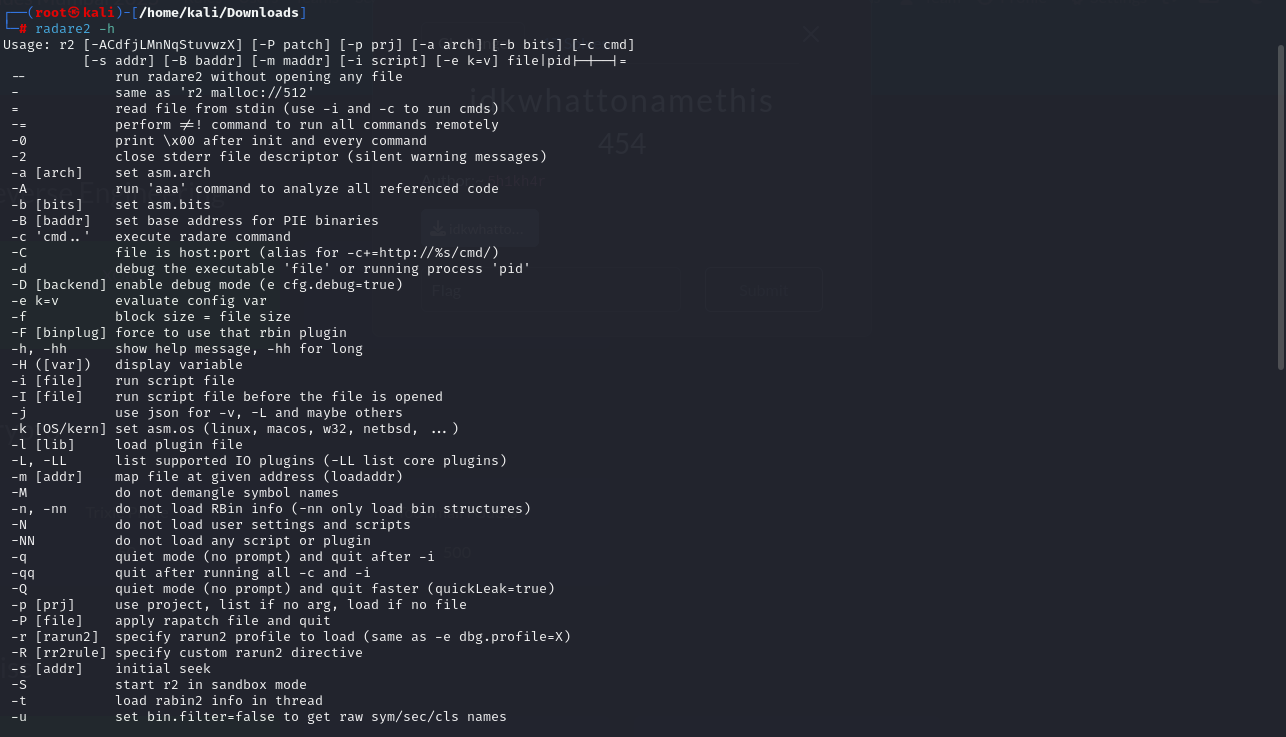 ┌──(root㉿kali)-[/home/kali/Downloads]
└─# radare2 -h
Usage: r2 [-ACdfjLMnNqStuvwzX] [-P patch] [-p prj] [-a arch] [-b bits] [-c cmd]
          [-s addr] [-B baddr] [-m maddr] [-i script] [-e k=v] file|pid|-|--|=
 --           run radare2 without opening any file
 -            same as 'r2 malloc://512'
 =            read file from stdin (use -i and -c to run cmds)
 -=           perform =!=! command to run all commands remotely
 -0           print \x00 after init and every command
 -2           close stderr file descriptor (silent warning messages)
 -a [arch]    set asm.arch
 -A           run 'aaa' command to analyze all referenced code
 -b [bits]    set asm.bits
 -B [baddr]   set base address for PIE binaries
 -c 'cmd..'   execute radare command
 -C           file is host:port (alias for -c+=http://%s/cmd/)
 -d           debug the executable 'file' or running process 'pid'
 -D [backend] enable debug mode (e cfg.debug=true)
 -e k=v       evaluate config var
 -f           block size = file size
 -F [binplug] force to use that rbin plugin
 -h, -hh      show help message, -hh for long
 -H ([var])   display variable
 -i [file]    run script file
 -I [file]    run script file before the file is opened
 -j           use json for -v, -L and maybe others
 -k [OS/kern] set asm.os (linux, macos, w32, netbsd, ...)
 -l [lib]     load plugin file
 -L, -LL      list supported IO plugins (-LL list core plugins)
 -m [addr]    map file at given address (loadaddr)
 -M           do not demangle symbol names
 -n, -nn      do not load RBin info (-nn only load bin structures)
 -N           do not load user settings and scripts
 -NN          do not load any script or plugin
 -q           quiet mode (no prompt) and quit after -i
 -qq          quit after running all -c and -i
 -Q           quiet mode (no prompt) and quit faster (quickLeak=true)
 -p [prj]     use project, list if no arg, load if no file
 -P [file]    apply rapatch file and quit
 -r [rarun2]  specify rarun2 profile to load (same as -e dbg.profile=X)
 -R [rr2rule] specify custom rarun2 directive
 -s [addr]    initial seek
 -S           start r2 in sandbox mode
 -t           load rabin2 info in thread
 -u           set bin.filter=false to get raw sym/sec/cls names
idkwhattonamethis
454
Flag
Submit